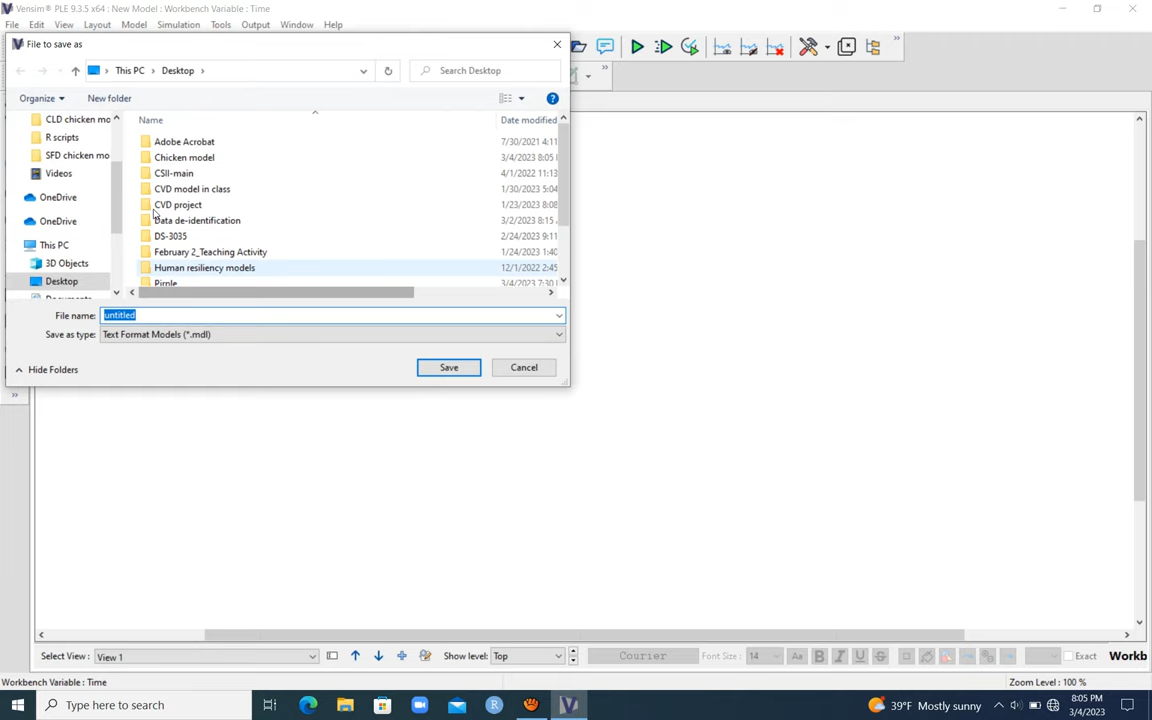 Vensim® PLE 9.3.5 x64 : New Model : Workbench Variable : Time
File Edit View Layout Model Simulation Tools Output Window Help
File to save as
This PC › Desktop ›
Search Desktop
Organize New folder
Name Date modified
CLD chicken mo
R scripts
SFD chicken mo
Videos
OneDrive
OneDrive
This PC
3D Objects
Desktop
Adobe Acrobat 7/30/2021 4:11
Chicken model 3/4/2023 8:05
CSII-main 4/1/2022 11:13
CVD model in class 1/30/2023 5:04
CVD project 1/23/2023 8:08
Data de-identification 3/2/2023 8:15
DS-3035 2/24/2023 9:11
February 2_Teaching Activity 1/24/2023 1:40
Human resiliency models 12/1/2022 2:45
3/4/2023 7:30
File name: untitled
Save as type: Text Format Models (*.mdl)
Hide Folders Save Cancel
Select View: View 1 Show level: Top Courier Font Size: 14 Aa B I U S Exact Workb
Workbench Variable : Time Zoom Level : 100 %
Type here to search 39°F Mostly sunny 8:05 PM
3/4/2023